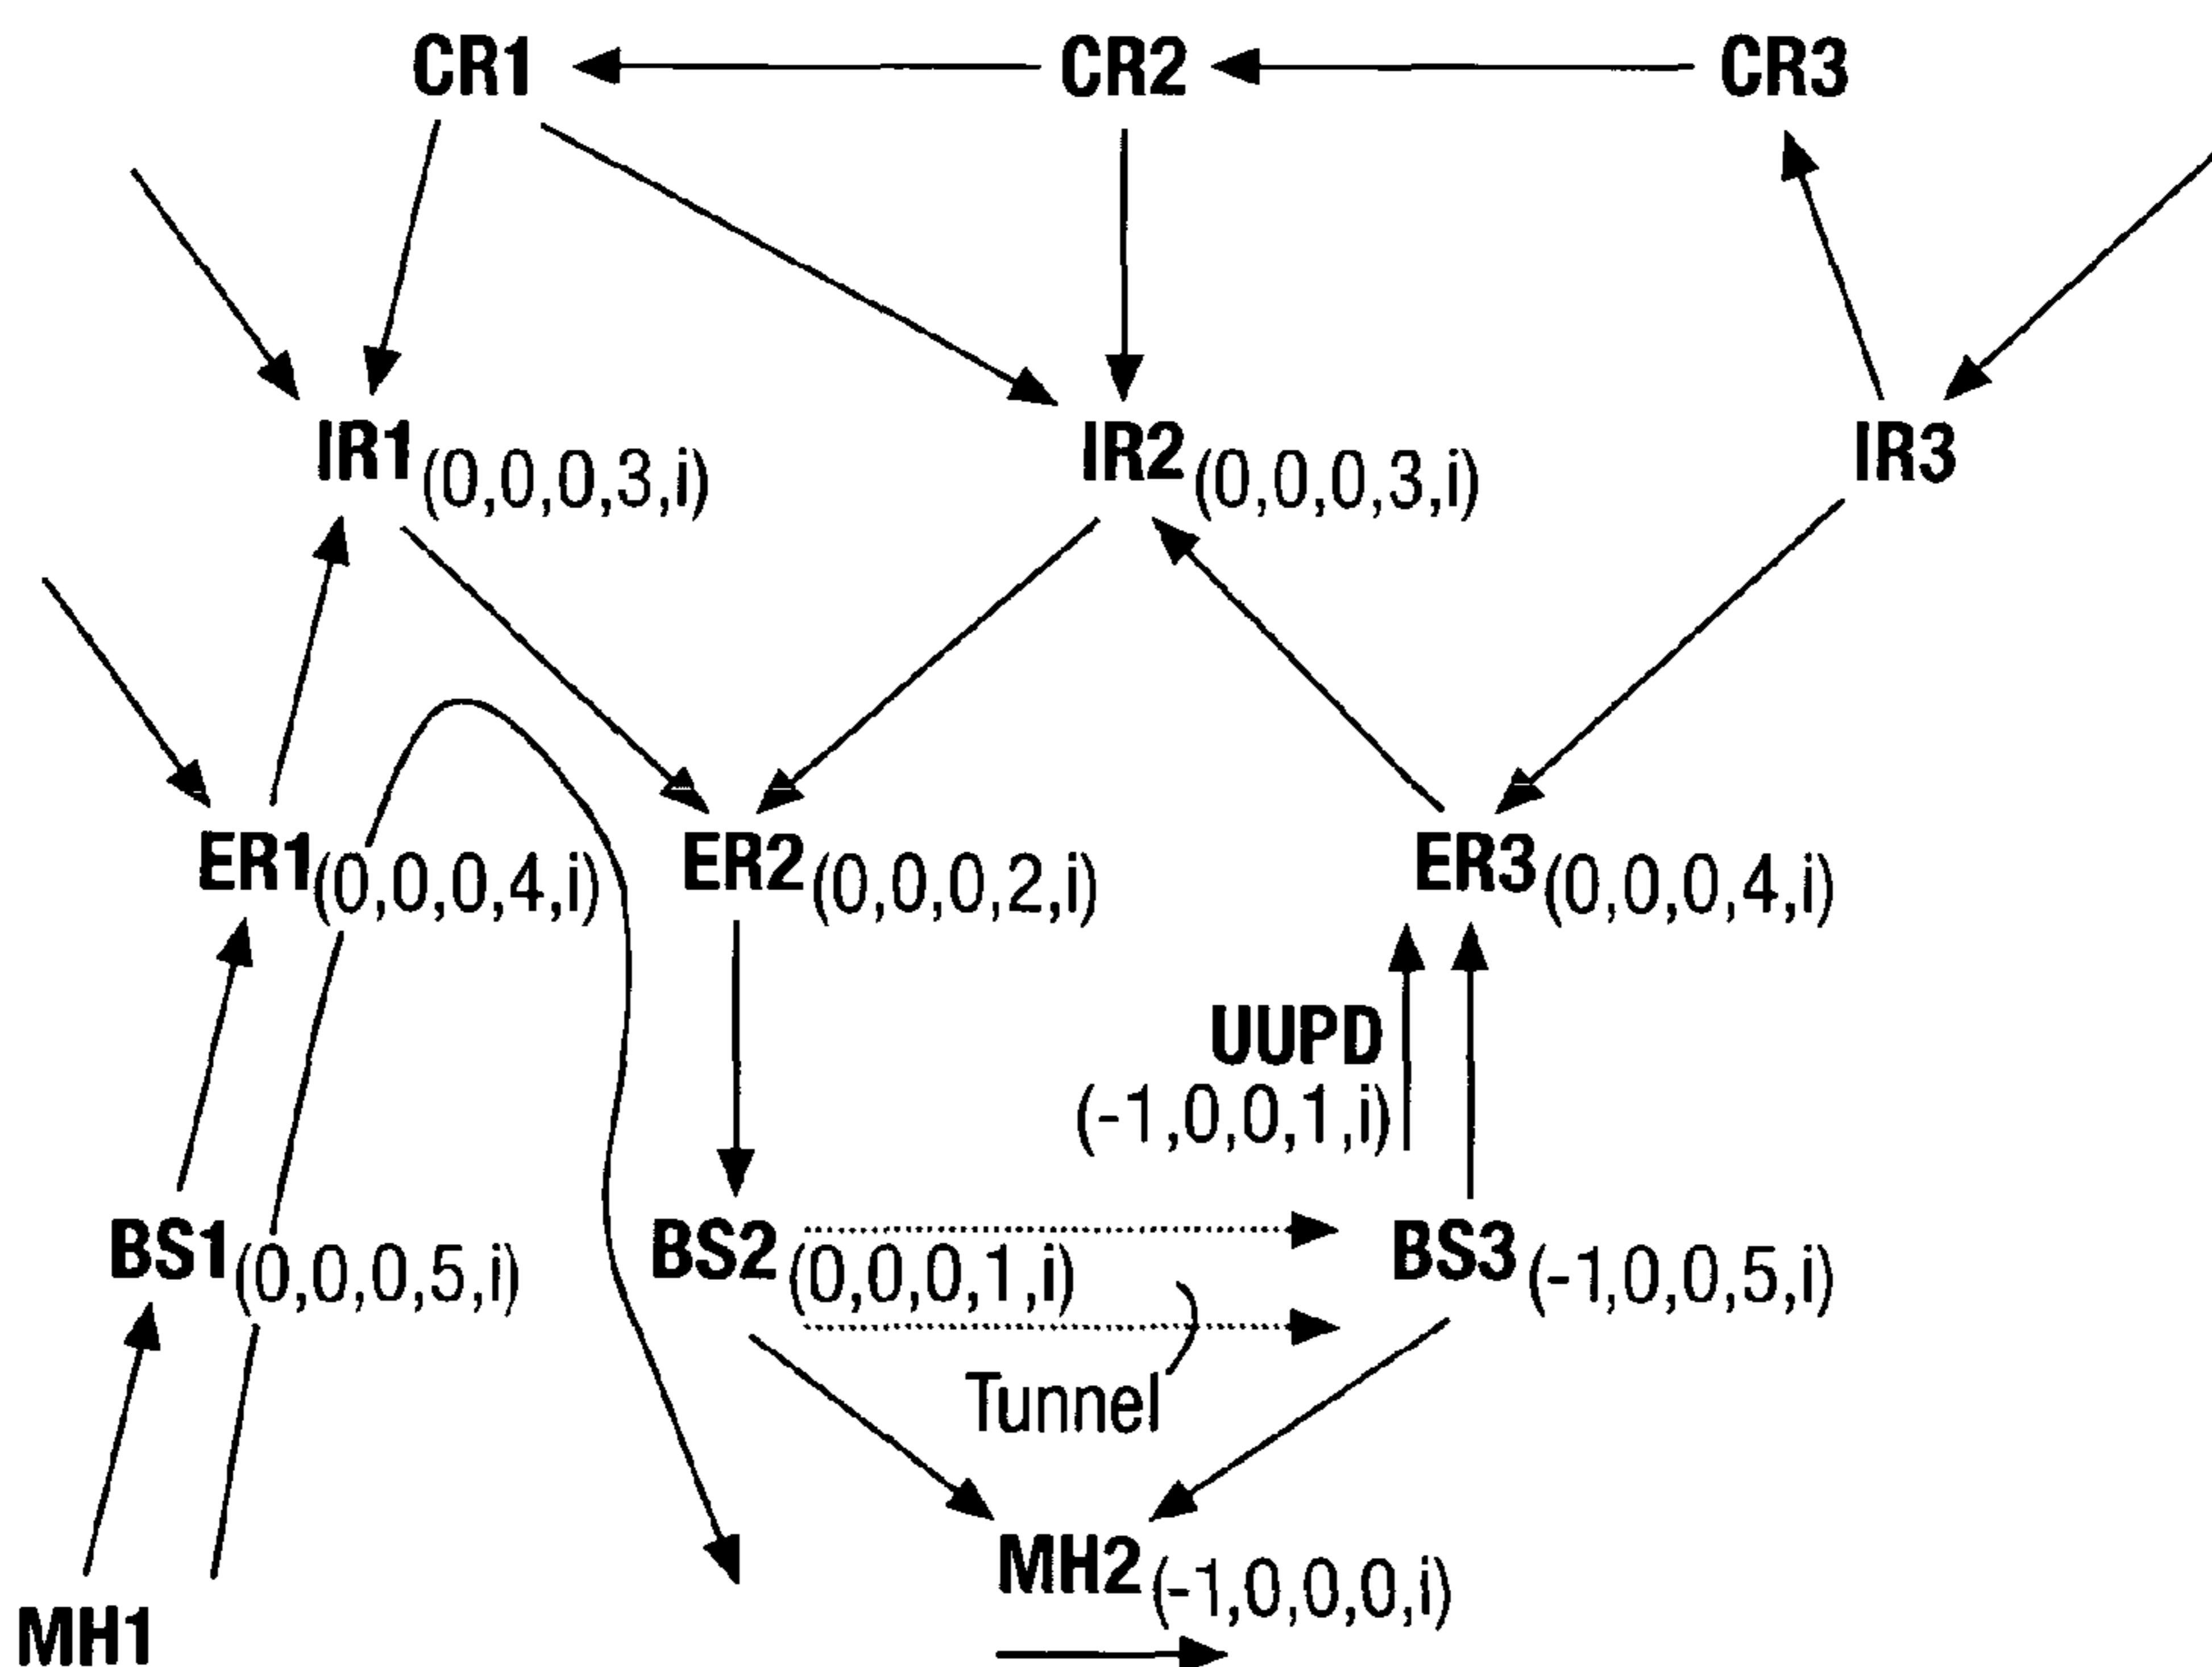 CR1 CR2 CR3
IR1(0,0,0,3,i) IR2(0,0,0,3,i) IR3
ER1(0,0,0,4,i) ER2(0,0,0,2,i) ER3(0,0,0,4,i)
UUPD
(-1,0,0,1,i)
BS1(0,0,0,5,i) BS2(0,0,0,1,i) BS3(-1,0,0,5,i)
Tunnel
MH2(-1,0,0,0,i)
MH1